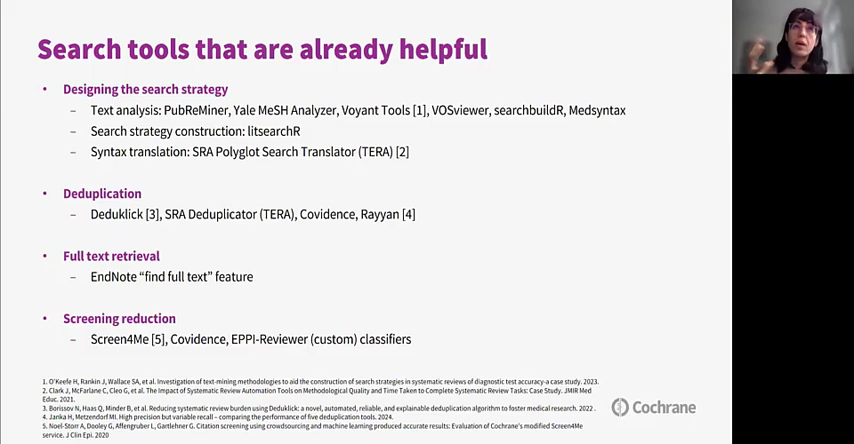 Search tools that are already helpful
• Designing the search strategy
– Text analysis: PubReMiner, Yale MeSH Analyzer, Voyant Tools [1], VOSviewer, searchbuildR, Medsyntax
– Search strategy construction: litsearchR
– Syntax translation: SRA Polyglot Search Translator (TERA) [2]
• Deduplication
– Deduklick [3], SRA Deduplicator (TERA), Covidence, Rayyan [4]
• Full text retrieval
– EndNote “find full text” feature
• Screening reduction
– Screen4Me [5], Covidence, EPPI-Reviewer (custom) classifiers
1. O'Keefe H, Rankin J, Wallace SA, et al. Investigation of text-mining methodologies to aid the construction of search strategies in systematic reviews of diagnostic test accuracy-a case study. 2023.
2. Clark J, McFarlane C, Cleo G, et al. The Impact of Systematic Review Automation Tools on Methodological Quality and Time Taken to Complete Systematic Review Tasks: Case Study. JMIR Med
Educ. 2021.
3. Borissov N, Haas Q, Minder B, et al. Reducing systematic review burden using Deduklick: a novel, automated, reliable, and explainable deduplication algorithm to foster medical research. 2022 .
4. Janka H, Metzendorf MI. High precision but variable recall – comparing the performance of five deduplication tools. 2024.
5. Noel-Storr A, Dooley G, Affengruber L, Gartlehner G. Citation screening using crowdsourcing and machine learning produced accurate results: Evaluation of Cochrane's modified Screen4Me
service. J Clin Epi. 2020
Cochrane